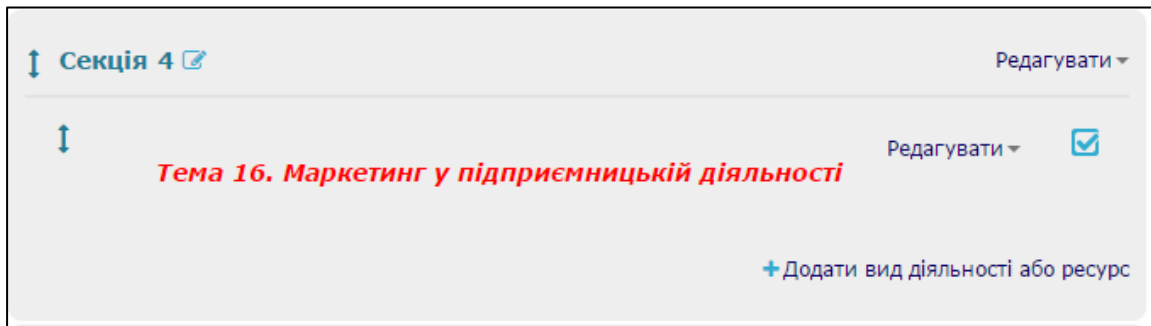 Секція 4 Редагувати
Редагувати
Тема 16. Маркетинг у підприємницькій діяльності
+Додати вид діяльності або ресурс